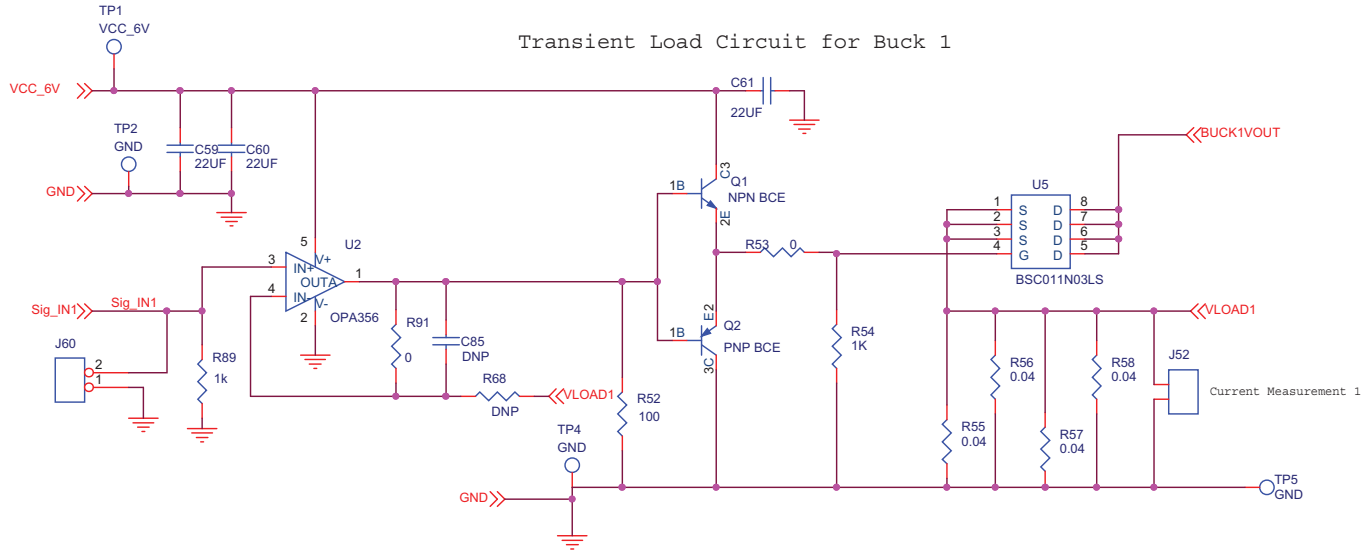 Transient Load Circuit for Buck 1
TP1
VCC_6V
VCC_6V
TP2
GND
GND
C59
22UF
C60
22UF
C61
22UF
C3
1B
Q1
NPN BCE
2E
BUCK1VOUT
U5
1 S D 8
2 S D 7
3 S D 6
4 G D 5
BSC011N03LS
R53 0
5
U2
V+
3 IN+
OUTA 1
4 IN-
V-
2
OPA356
Sig_IN1
Sig_IN1
J60
2
1
R89
1k
R91
0
C85
DNP
R68
DNP
VLOAD1
R52
100
E2
1B
Q2
PNP BCE
3C
R54
1K
VLOAD1
R56
0.04
R58
0.04
J52
Current Measurement 1
R55
0.04
R57
0.04
TP4
GND
GND
TP5
GND